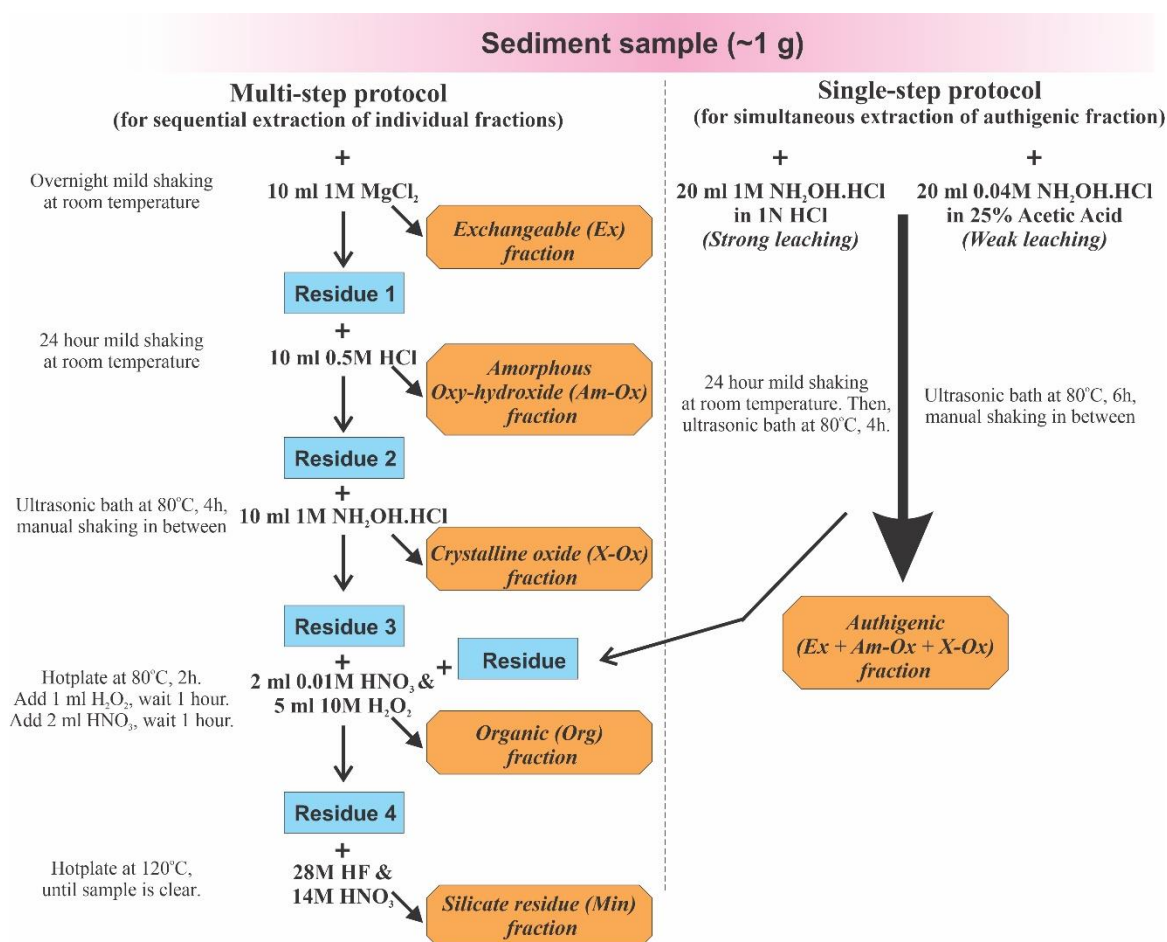 Sediment sample (~1 g)
Multi-step protocol
(for sequential extraction of individual fractions)
+
Overnight mild shaking
at room temperature
10 ml 1M MgCl₂
Exchangeable (Ex)
fraction
Residue 1
+
24 hour mild shaking
at room temperature
10 ml 0.5M HCl
Amorphous
Oxy-hydroxide (Am-Ox)
fraction
Residue 2
+
Ultrasonic bath at 80°C, 4h,
manual shaking in between
10 ml 1M NH₂OH.HCl
Crystalline oxide (X-Ox)
fraction
Residue 3
+
+
Residue
Hotplate at 80°C, 2h.
Add 1 ml H₂O₂, wait 1 hour.
Add 2 ml HNO₃, wait 1 hour.
2 ml 0.01M HNO₃ &
5 ml 10M H₂O₂
Organic (Org)
fraction
Residue 4
+
Hotplate at 120°C,
until sample is clear.
28M HF &
14M HNO₃
Silicate residue (Min)
fraction
Single-step protocol
(for simultaneous extraction of authigenic fraction)
+
20 ml 1M NH₂OH.HCl
in 1N HCl
(Strong leaching)
+
20 ml 0.04M NH₂OH.HCl
in 25% Acetic Acid
(Weak leaching)
24 hour mild shaking
at room temperature. Then,
ultrasonic bath at 80°C, 4h.
Ultrasonic bath at 80°C, 6h,
manual shaking in between
Authigenic
(Ex + Am-Ox + X-Ox)
fraction